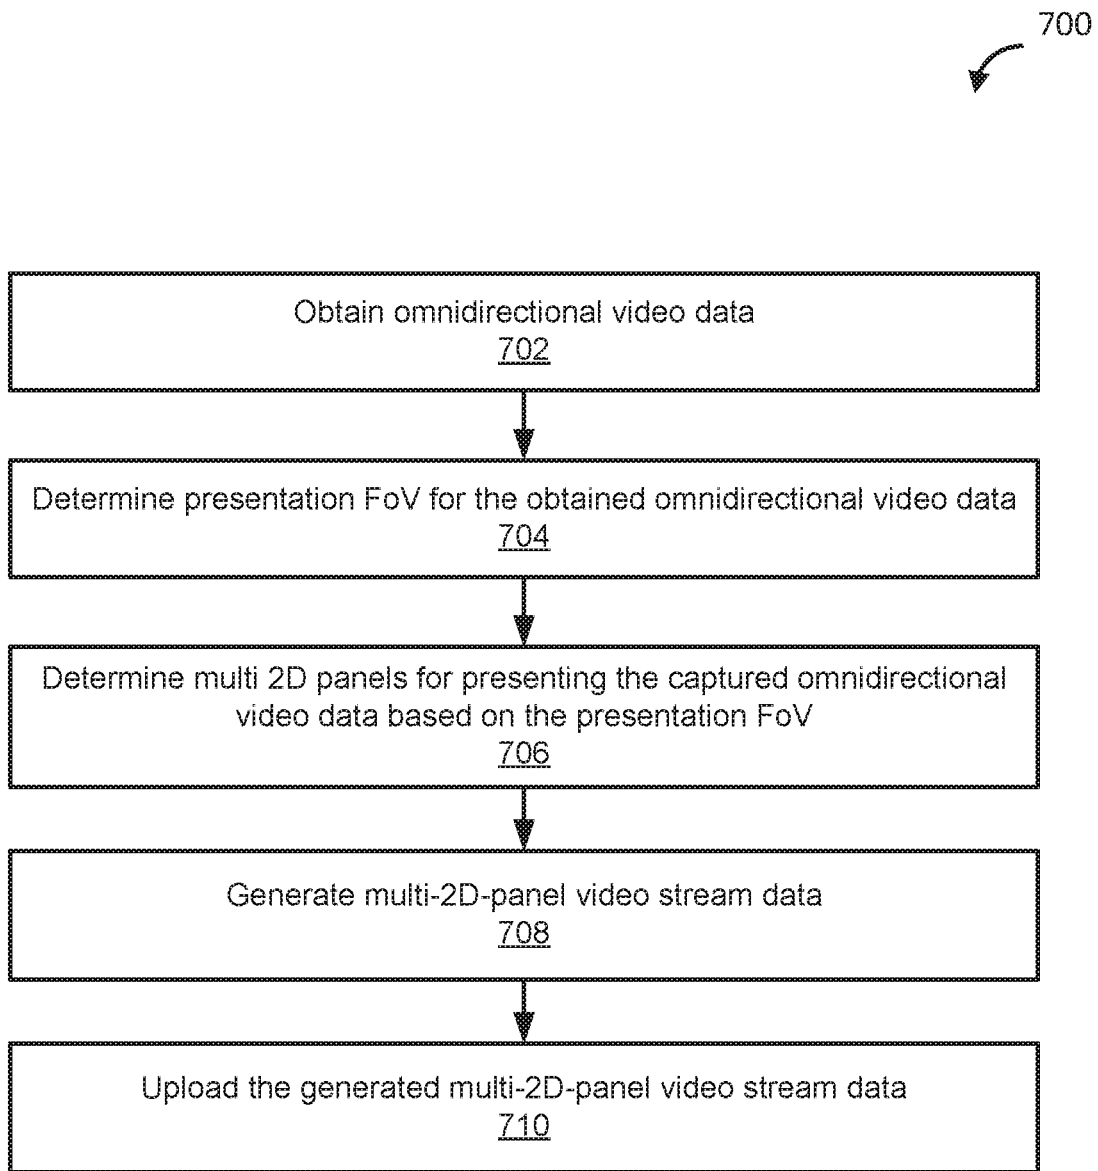 700
Obtain omnidirectional video data
702
Determine presentation FoV for the obtained omnidirectional video data
704
Determine multi 2D panels for presenting the captured omnidirectional
video data based on the presentation FoV
706
Generate multi-2D-panel video stream data
708
Upload the generated multi-2D-panel video stream data
710